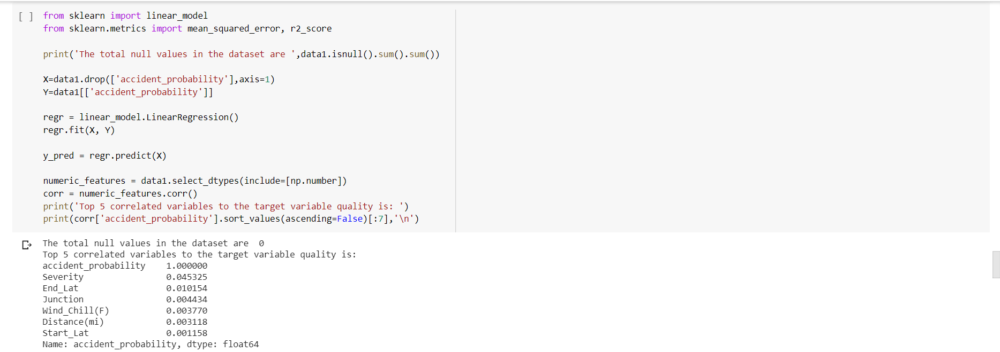 [ ] from sklearn import linear_model
from sklearn.metrics import mean_squared_error, r2_score
print('The total null values in the dataset are ',data1.isnull().sum().sum())
X=data1.drop(['accident_probability'],axis=1)
Y=data1[['accident_probability']]
regr = linear_model.LinearRegression()
regr.fit(X, Y)
y_pred = regr.predict(X)
numeric_features = data1.select_dtypes(include=[np.number])
corr = numeric_features.corr()
print('Top 5 correlated variables to the target variable quality is: ')
print(corr['accident_probability'].sort_values(ascending=False)[:7],'\n')
The total null values in the dataset are  0
Top 5 correlated variables to the target variable quality is:
accident_probability    1.000000
Severity                0.045325
End_Lat                 0.010154
Junction                0.004434
Wind_Chill(F)           0.003770
Distance(mi)            0.003118
Start_Lat               0.001158
Name: accident_probability, dtype: float64